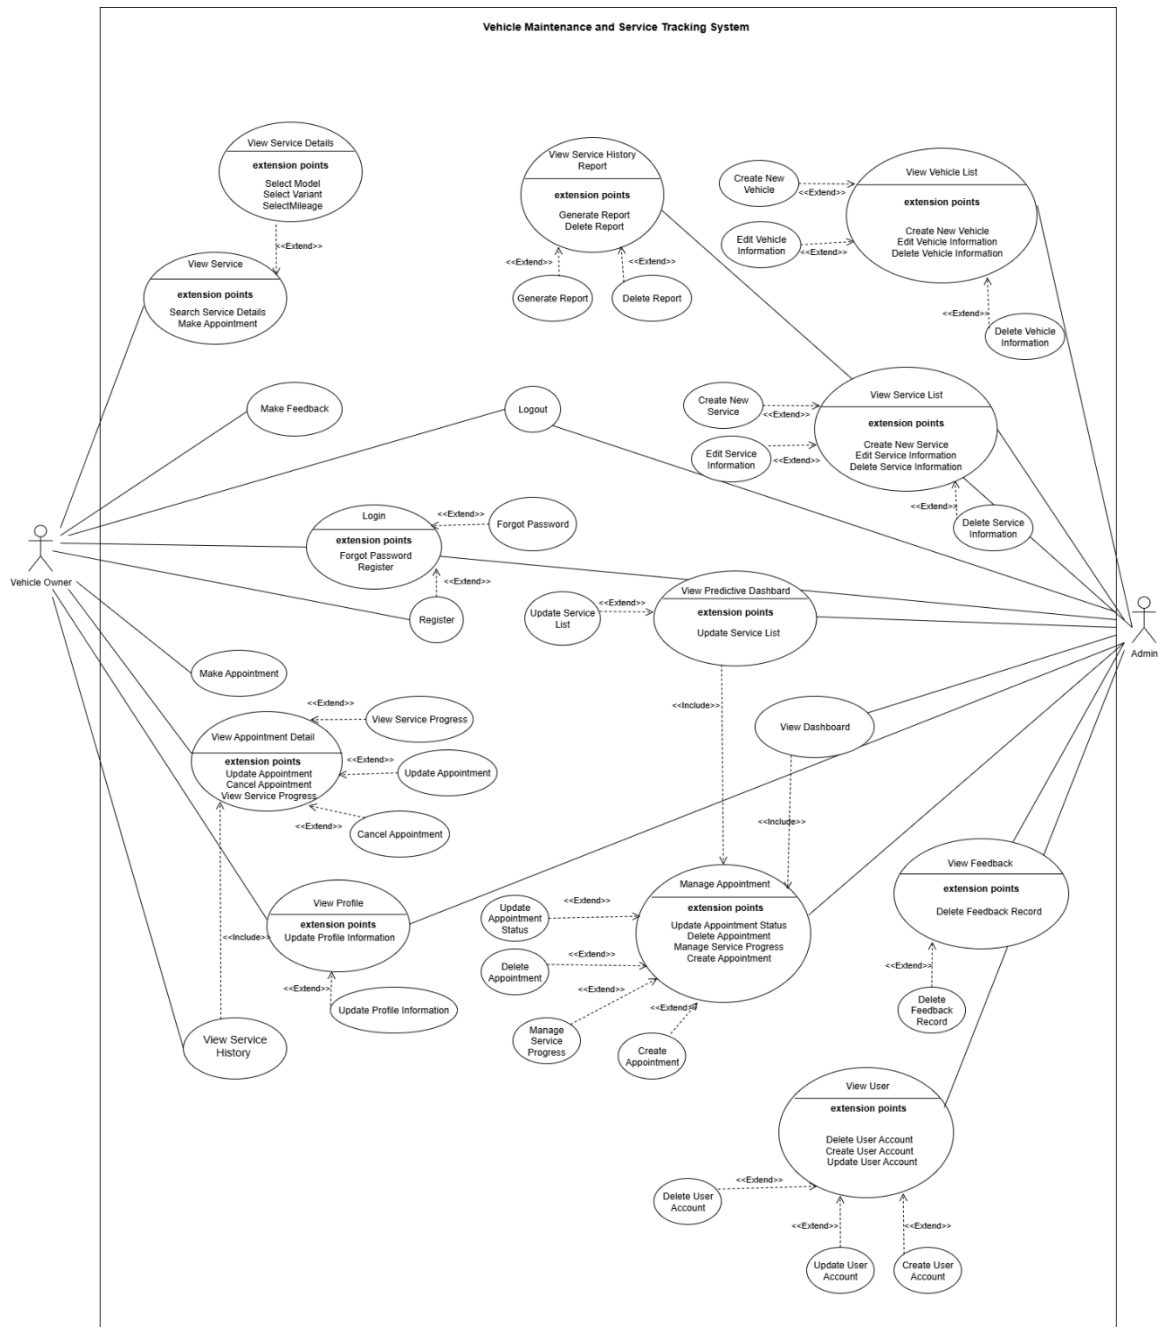 Vehicle Maintenance and Service Tracking System
View Service Details
extension points
Select Model
Select Variant
SelectMileage
<<Extend>>
View Service
extension points
Search Service Details
Make Appointment
View Service History
Report
extension points
Generate Report
Delete Report
<<Extend>>
<<Extend>>
Generate Report
Delete Report
Create New
Vehicle
<<Extend>>
Edit Vehicle
Information
<<Extend>>
View Vehicle List
extension points
Create New Vehicle
Edit Vehicle Information
Delete Vehicle Information
<<Extend>>
Delete Vehicle
Information
Make Feedback
Logout
Create New
Service
<<Extend>>
Edit Service
Information
<<Extend>>
View Service List
extension points
Create New Service
Edit Service Information
Delete Service Information
<<Extend>>
Delete Service
Information
Login
extension points
Forgot Password
Register
<<Extend>>
Forgot Password
<<Extend>>
Register
Vehicle Owner
Admin
Update Service
List
<<Extend>>
View Predictive Dashbard
extension points
Update Service List
<<Include>>
Make Appointment
View Dashboard
<<Include>>
View Appointment Detail
extension points
Update Appointment
Cancel Appointment
View Service Progress
<<Extend>>
View Service Progress
<<Extend>>
Update Appointment
<<Extend>>
Cancel Appointment
View Profile
extension points
Update Profile Information
<<Include>>
<<Extend>>
Update Profile Information
View Service
History
Manage Appointment
extension points
Update Appointment Status
Delete Appointment
Manage Service Progress
Create Appointment
Update
Appointment
Status
<<Extend>>
Delete
Appointment
<<Extend>>
<<Extend>>
Manage
Service
Progress
<<Extend>>
Create
Appointment
View Feedback
extension points
Delete Feedback Record
<<Extend>>
Delete
Feedback
Record
View User
extension points
Delete User Account
Create User Account
Update User Account
<<Extend>>
Delete User
Account
<<Extend>>
<<Extend>>
Update User
Account
Create User
Account